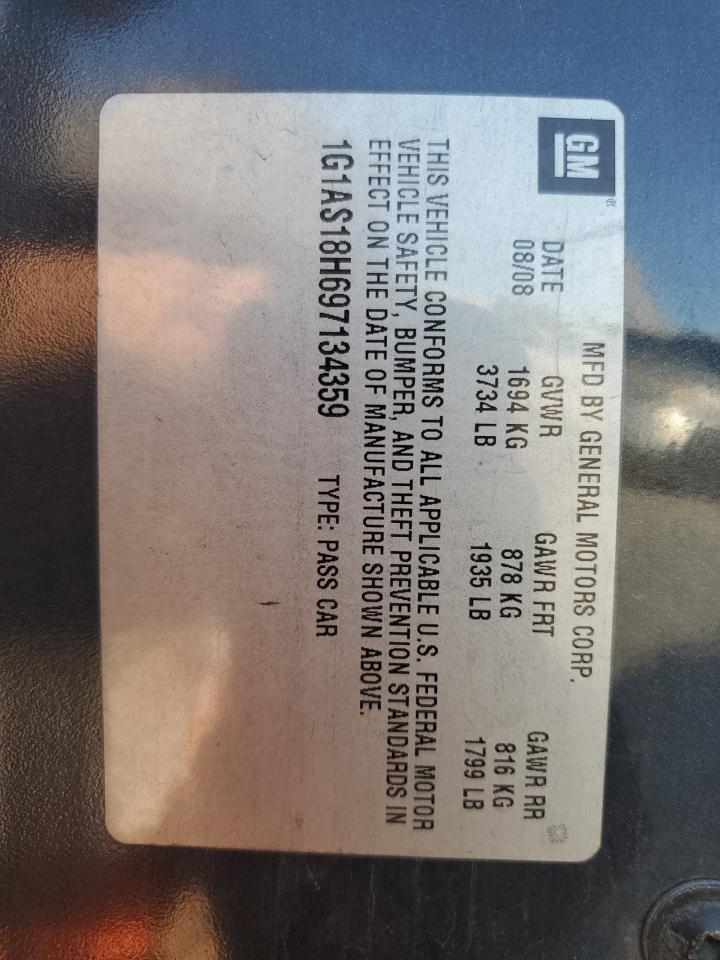 GM
MFD BY GENERAL MOTORS CORP.
DATE GVWR GAWR FRT GAWR RR
08/08 1694 KG 878 KG 816 KG
3734 LB 1935 LB 1799 LB
THIS VEHICLE CONFORMS TO ALL APPLICABLE U.S. FEDERAL MOTOR
VEHICLE SAFETY, BUMPER, AND THEFT PREVENTION STANDARDS IN
EFFECT ON THE DATE OF MANUFACTURE SHOWN ABOVE.
1G1AS18H697134359 TYPE: PASS CAR